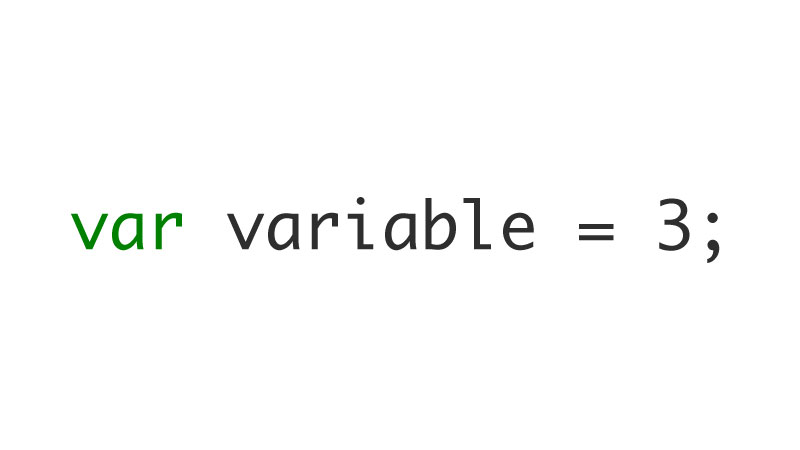 var variable = 3;